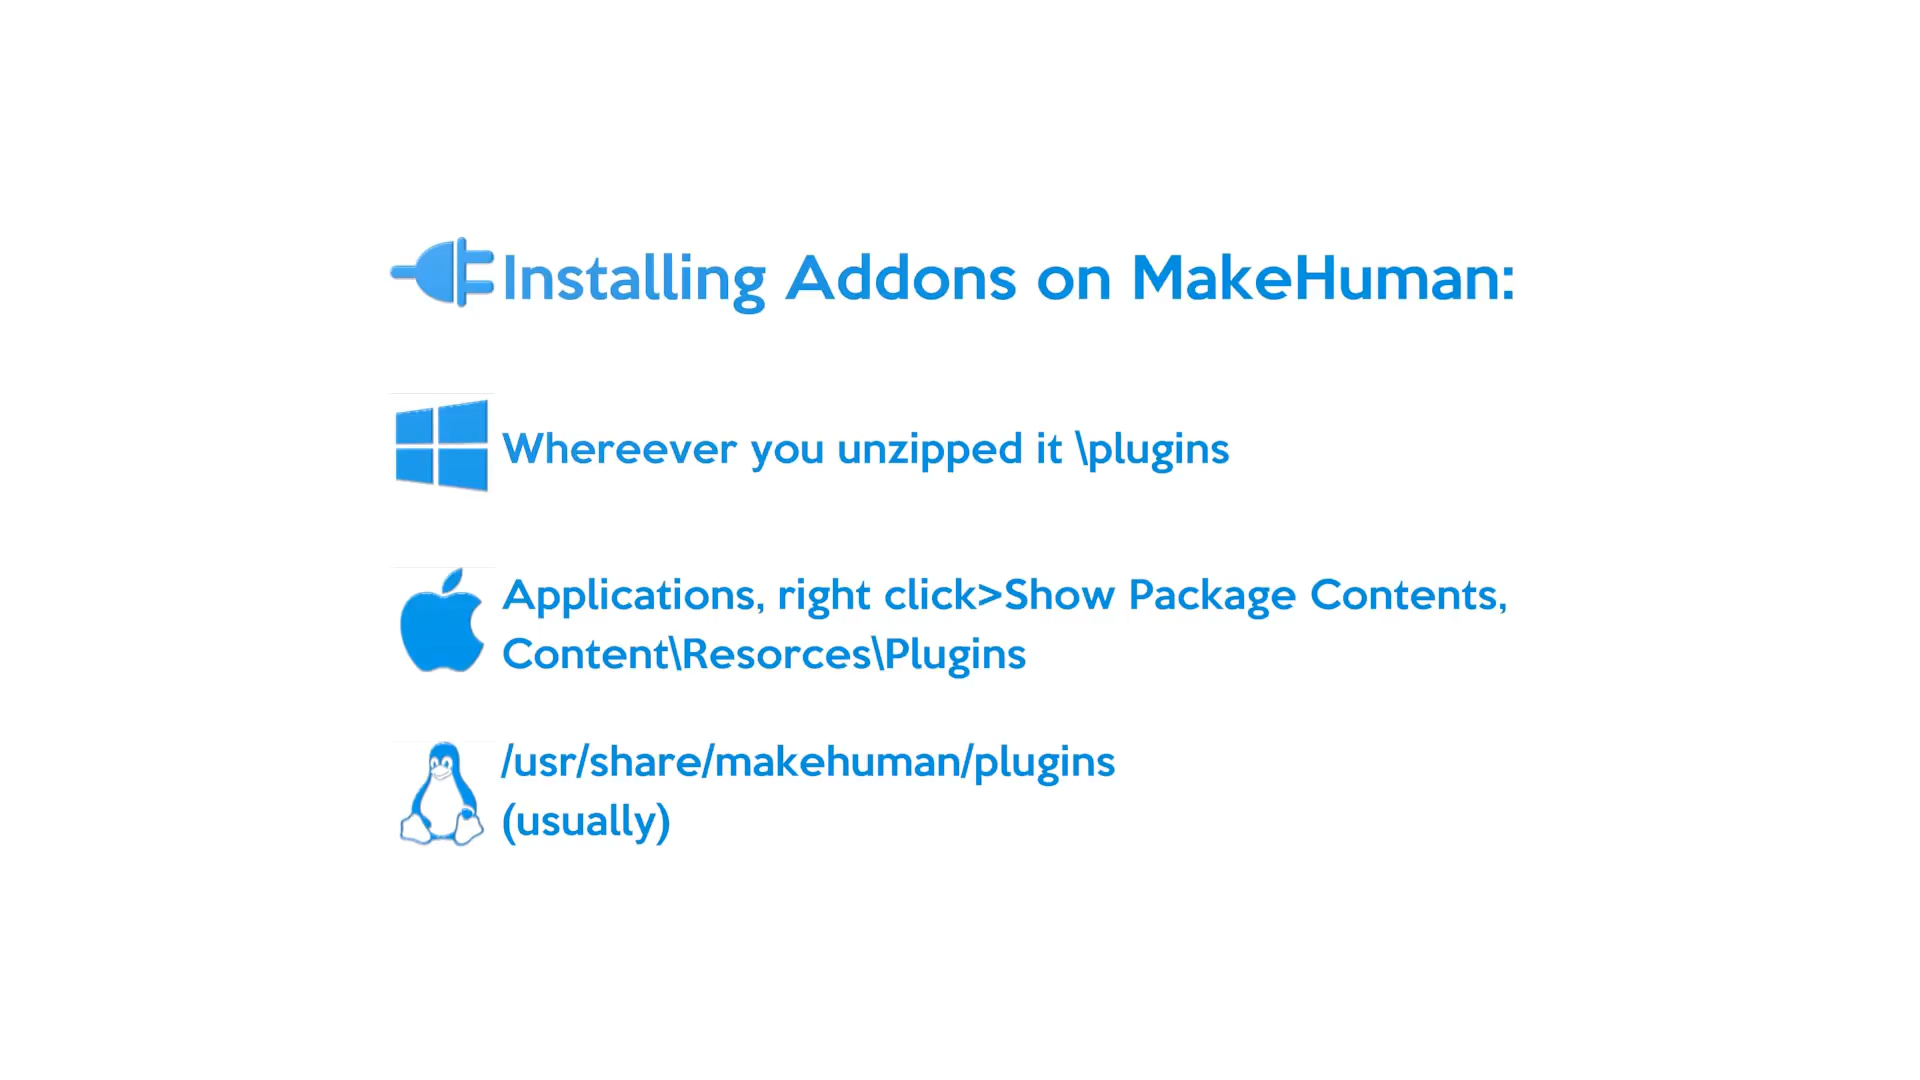 Installing Addons on MakeHuman:
Whereever you unzipped it \plugins
Applications, right click>Show Package Contents,
Content\Resorces\Plugins
/usr/share/makehuman/plugins
(usually)